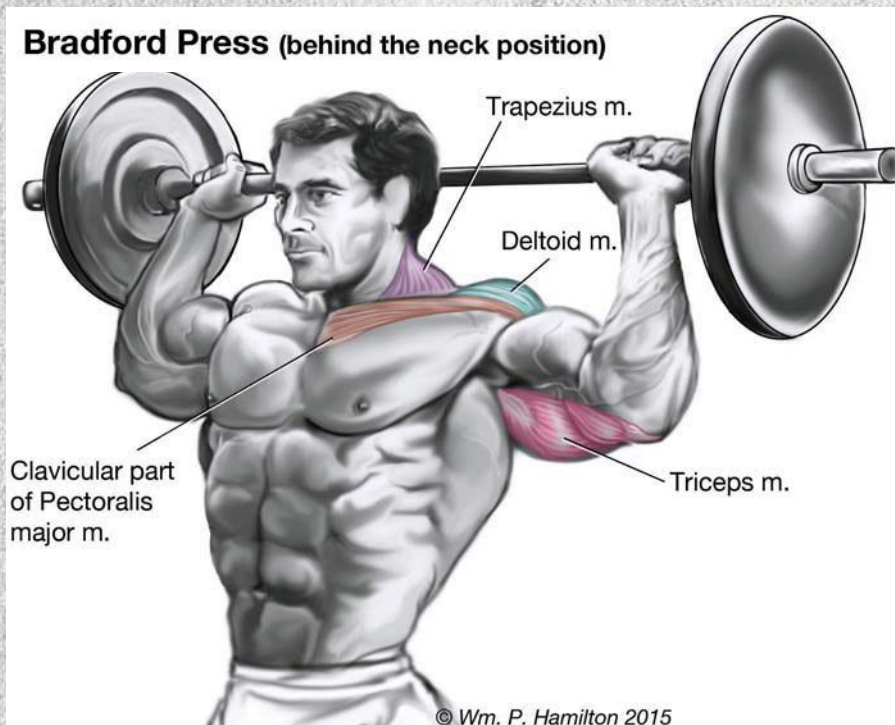 Bradford Press (behind the neck position)
Trapezius m.
Deltoid m.
Clavicular part
of Pectoralis
major m.
Triceps m.
© Wm. P. Hamilton 2015